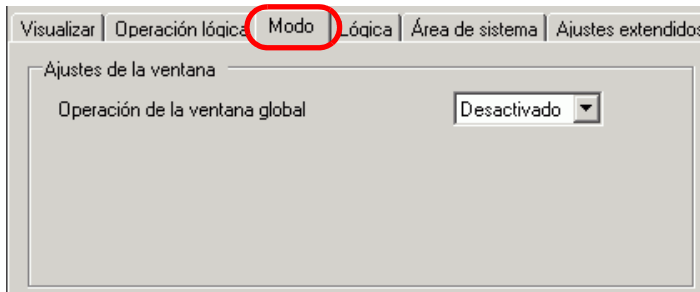 Visualizar Operación lógica Modo Lógica Área de sistema Ajustes extendidos
Ajustes de la ventana
Operación de la ventana global Desactivado